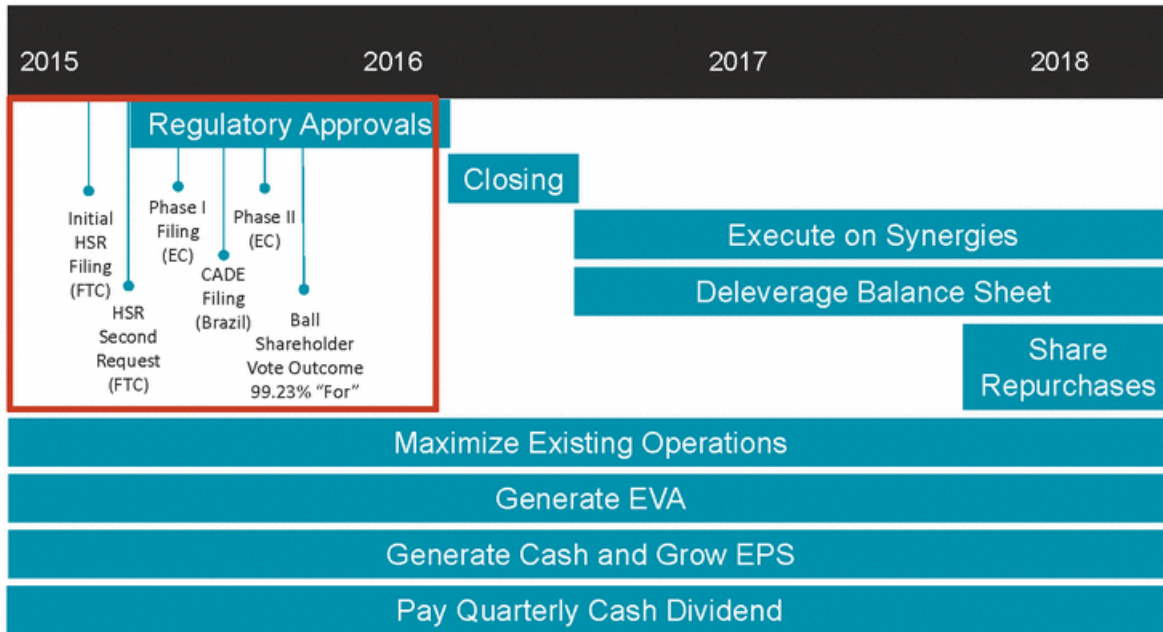 2015 2016 2017 2018
Regulatory Approvals
Initial
HSR
Filing
(FTC)
HSR
Second
Request
(FTC)
Phase I
Filing
(EC)
CADE
Filing
(Brazil)
Phase II
(EC)
Ball
Shareholder
Vote Outcome
99.23% “For”
Closing
Execute on Synergies
Deleverage Balance Sheet
Share
Repurchases
Maximize Existing Operations
Generate EVA
Generate Cash and Grow EPS
Pay Quarterly Cash Dividend